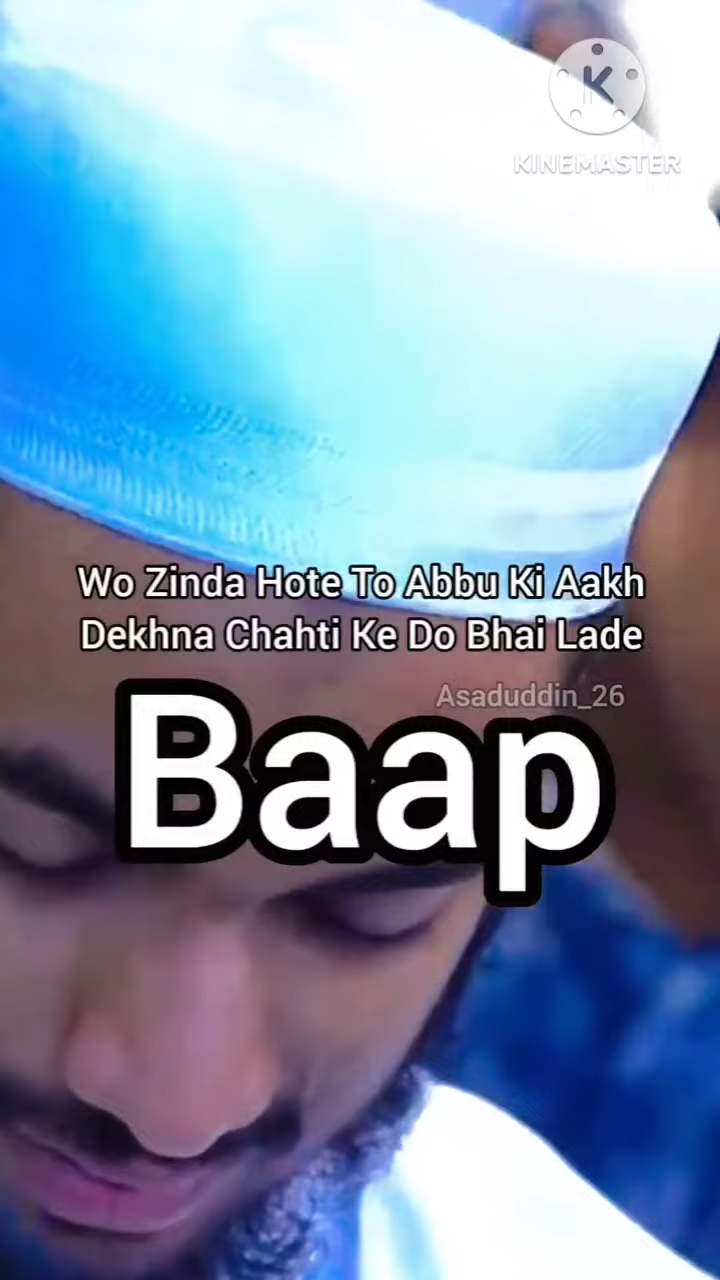 K
KINEMASTER
Wo Zinda Hote To Abbu Ki Aakh
Dekhna Chahti Ke Do Bhai Lade
Asaduddin_26
Baap